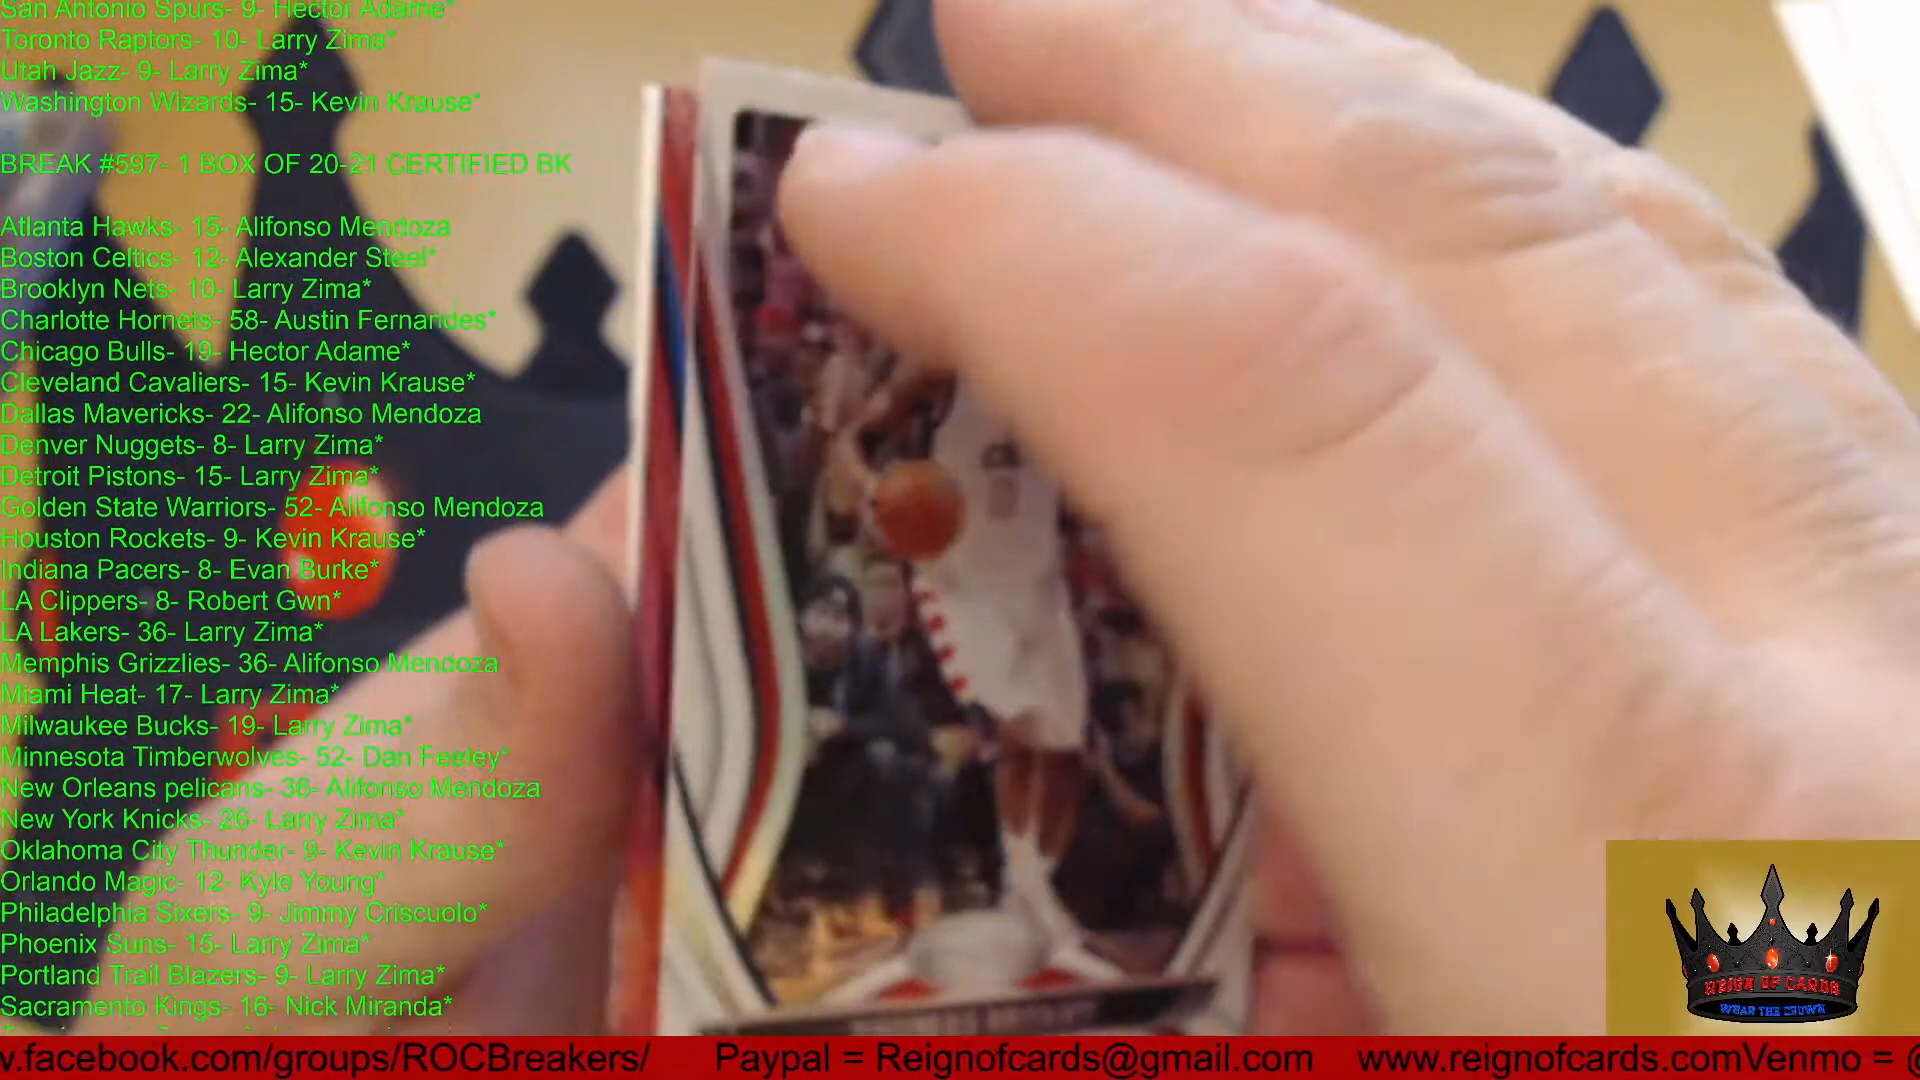 San Antonio Spurs- 9- Hector Adame*
Toronto Raptors- 10- Larry Zima*
Utah Jazz- 9- Larry Zima*
Washington Wizards- 15- Kevin Krause*
BREAK #597- 1 BOX OF 20-21 CERTIFIED BK
Atlanta Hawks- 15- Alifonso Mendoza
Boston Celtics- 12- Alexander Steel*
Brooklyn Nets- 10- Larry Zima*
Charlotte Hornets- 58- Austin Fernandes*
Chicago Bulls- 19- Hector Adame*
Cleveland Cavaliers- 15- Kevin Krause*
Dallas Mavericks- 22- Alifonso Mendoza
Denver Nuggets- 8- Larry Zima*
Detroit Pistons- 15- Larry Zima*
Golden State Warriors- 52- Alifonso Mendoza
Houston Rockets- 9- Kevin Krause*
Indiana Pacers- 8- Evan Burke*
LA Clippers- 8- Robert Gwn*
LA Lakers- 36- Larry Zima*
Memphis Grizzlies- 36- Alifonso Mendoza
Miami Heat- 17- Larry Zima*
Milwaukee Bucks- 19- Larry Zima*
Minnesota Timberwolves- 52- Dan Feeley*
New Orleans pelicans- 36- Alifonso Mendoza
New York Knicks- 26- Larry Zima*
Oklahoma City Thunder- 9- Kevin Krause*
Orlando Magic- 12- Kyle Young*
Philadelphia Sixers- 9- Jimmy Criscuolo*
Phoenix Suns- 15- Larry Zima*
Portland Trail Blazers- 9- Larry Zima*
Sacramento Kings- 16- Nick Miranda*
REIGN OF CARDS
WEAR THE CROWN
w.facebook.com/groups/ROCBreakers/ Paypal = Reignofcards@gmail.com www.reignofcards.comVenmo = @